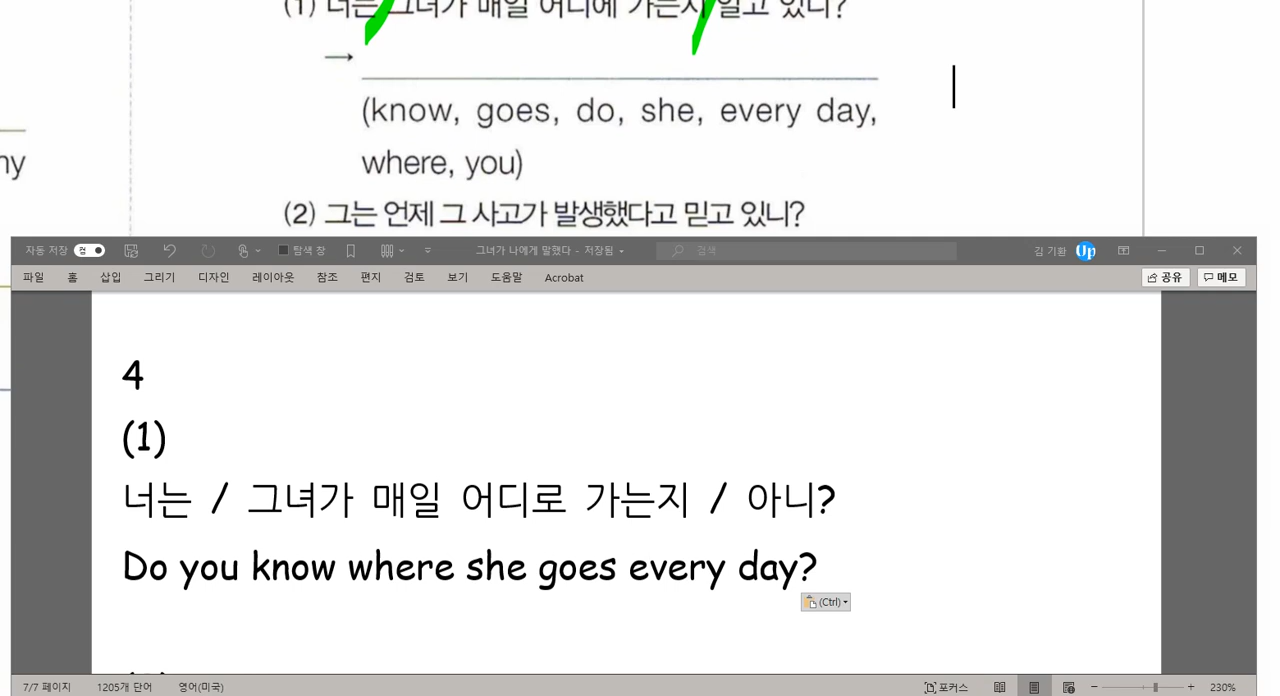 (1) 너는 그녀가 매일 어디에 가는지 알고 있니?
→
(know, goes, do, she, every day,
where, you)
ny
(2) 그는 언제 그 사고가 발생했다고 믿고 있니?
자동 저장 컴 탐색 창 그녀가 나에게 말했다 - 저장됨 검색 김 기환 Up
파일 홈 삽입 그리기 디자인 레이아웃 참조 편지 검토 보기 도움말 Acrobat 공유 메모
4
(1)
너는 / 그녀가 매일 어디로 가는지 / 아니?
Do you know where she goes every day?
(Ctrl)
7/7 페이지 1205개 단어 영어(미국) 포커스 230%